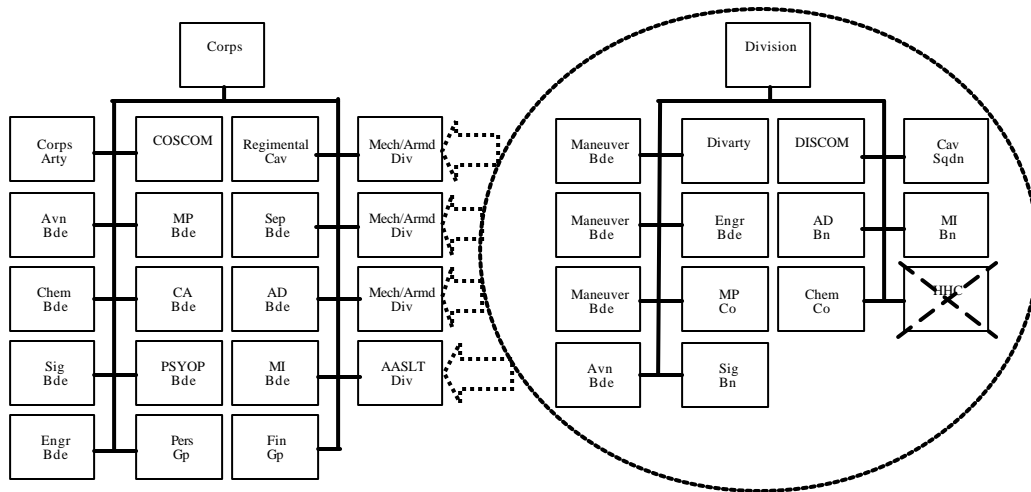 Corps
Division
Corps
Arty
COSCOM
Regimental
Cav
Mech/Armd
Div
Maneuver
Bde
Divarty
DISCOM
Cav
Sqdn
Avn
Bde
MP
Bde
Sep
Bde
Mech/Armd
Div
Maneuver
Bde
Engr
Bde
AD
Bn
MI
Bn
Chem
Bde
CA
Bde
AD
Bde
Mech/Armd
Div
Maneuver
Bde
MP
Co
Chem
Co
HHC
Sig
Bde
PSYOP
Bde
MI
Bde
AASLT
Div
Avn
Bde
Sig
Bn
Engr
Bde
Pers
Gp
Fin
Gp